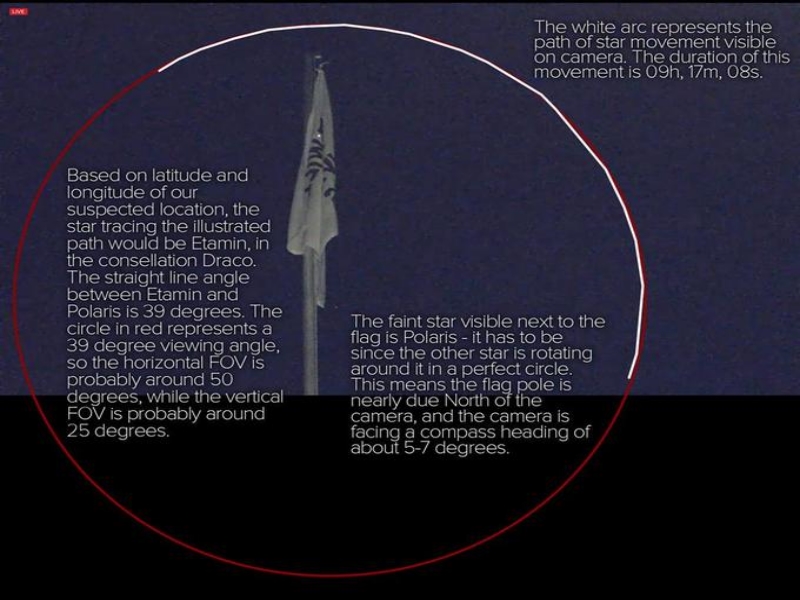 LIVE
The white arc represents the
path of star movement visible
on camera. The duration of this
movement is 09h, 17m, 08s.
Based on latitude and
longitude of our
suspected location, the
star tracing the illustrated
path would be Etamin, in
the consellation Draco.
The straight line angle
between Etamin and
Polaris is 39 degrees. The
circle in red represents a
39 degree viewing angle,
so the horizontal FOV is
probably around 50
degrees, while the vertical
FOV is probably around
25 degrees.
The faint star visible next to the
flag is Polaris - it has to be
since the other star is rotating
around it in a perfect circle.
This means the flag pole is
nearly due North of the
camera, and the camera is
facing a compass heading of
about 5-7 degrees.